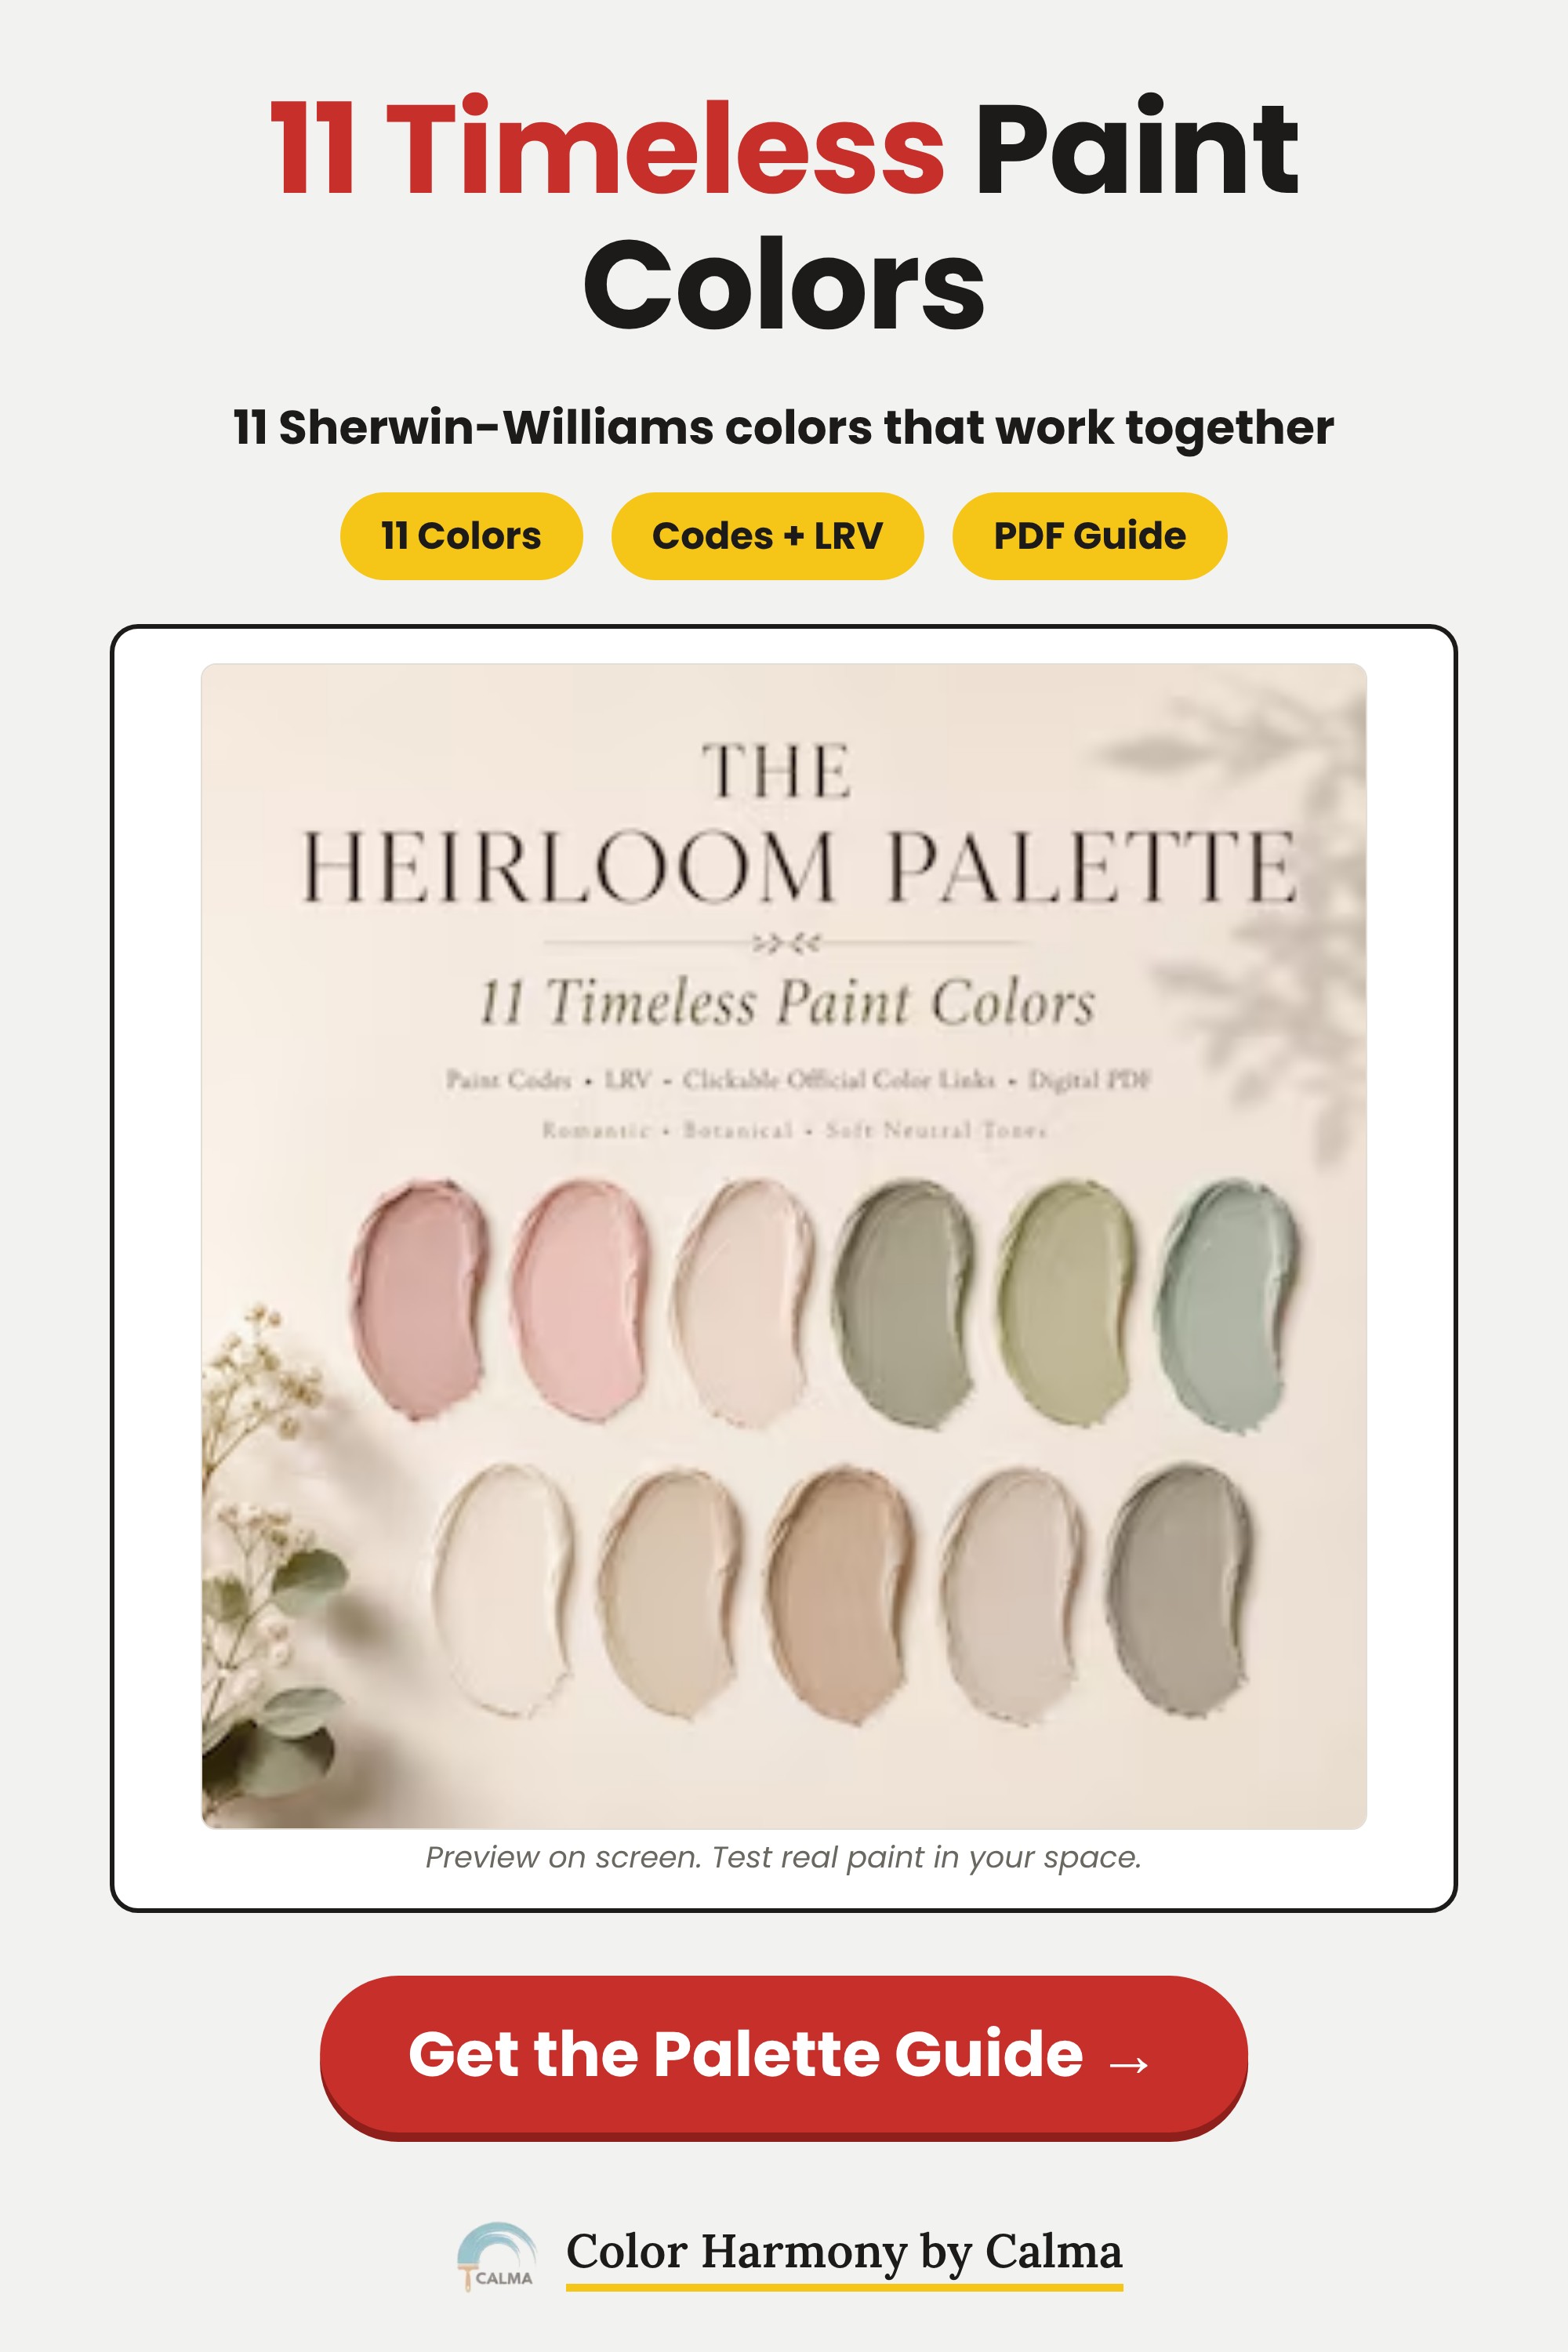 11 Timeless Paint
Colors
11 Sherwin-Williams colors that work together
11 Colors
Codes + LRV
PDF Guide
THE
HEIRLOOM PALETTE
11 Timeless Paint Colors
Paint Codes • LRV • Clickable Official Color Links • Digital PDF
Romantic • Botanical • Soft Neutral Tones
Preview on screen. Test real paint in your space.
Get the Palette Guide →
CALMA
Color Harmony by Calma